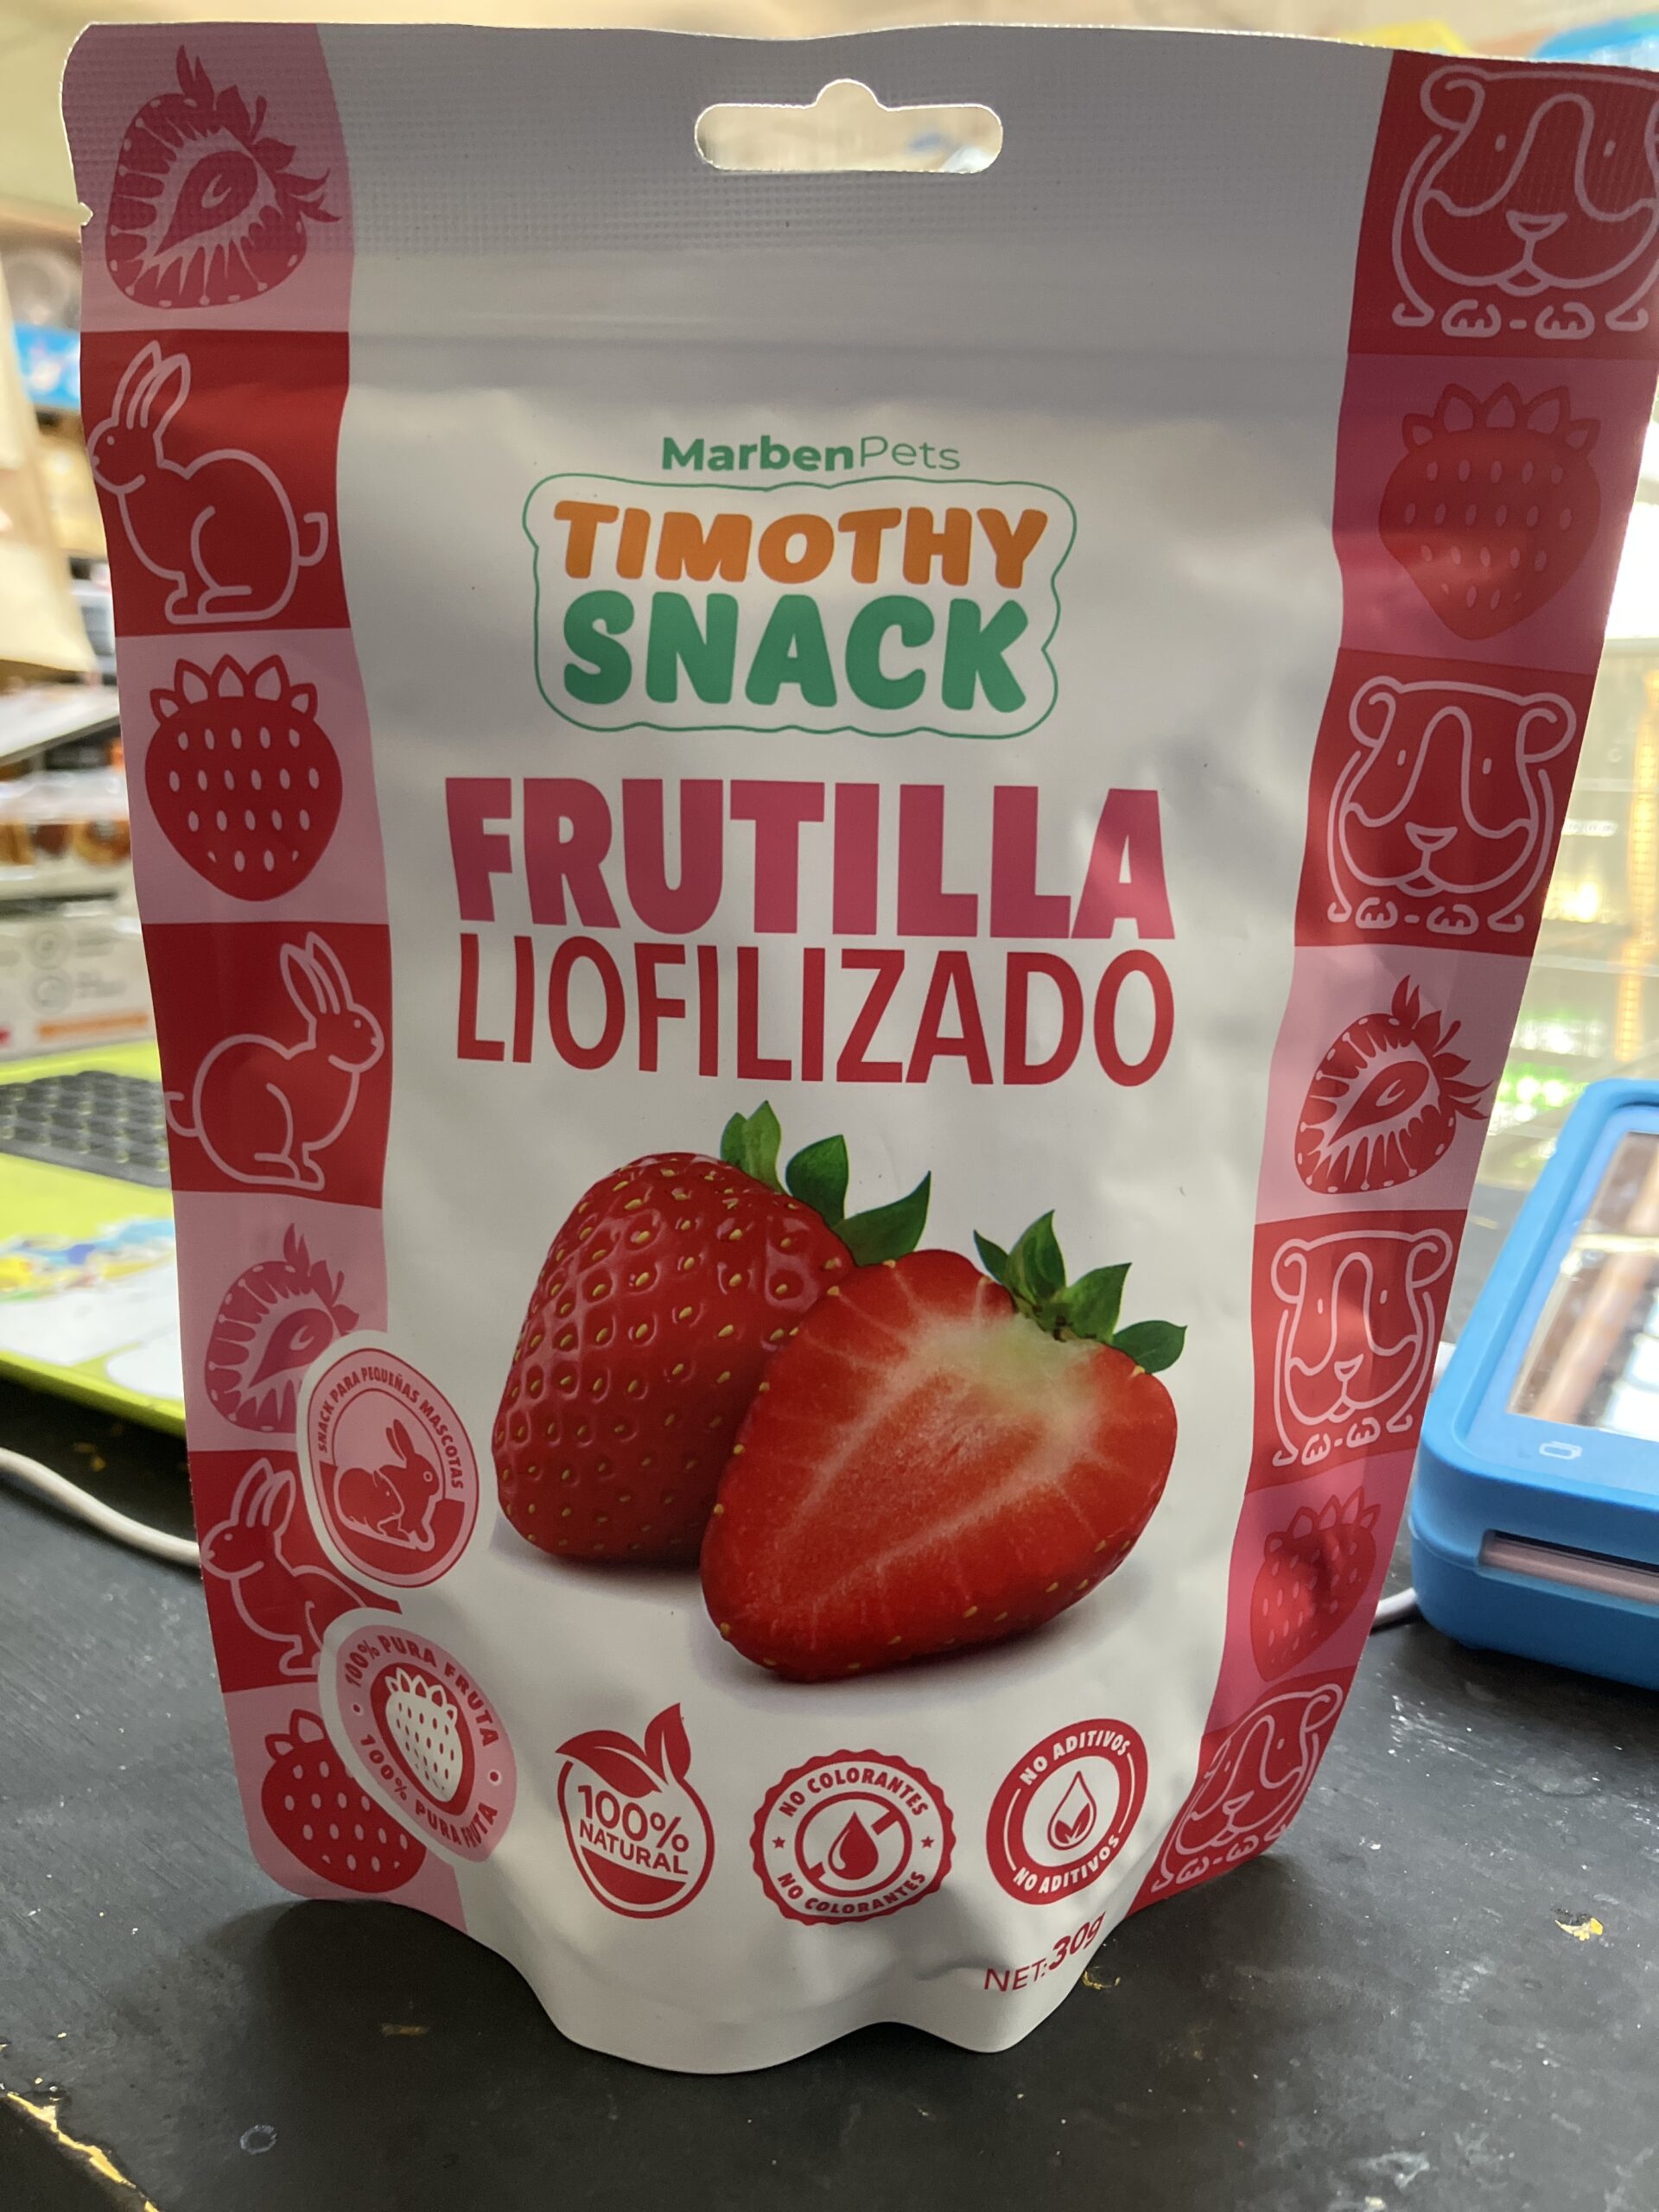 MarbenPets
TIMOTHY
SNACK
FRUTILLA
LIOFILIZADO
SNACK PARA PEQUEÑAS MASCOTAS
100% PURA FRUTA
100% PURA FRUTA
100%
NATURAL
NO COLORANTES
NO COLORANTES
NO ADITIVOS
NO ADITIVOS
NET: 30g